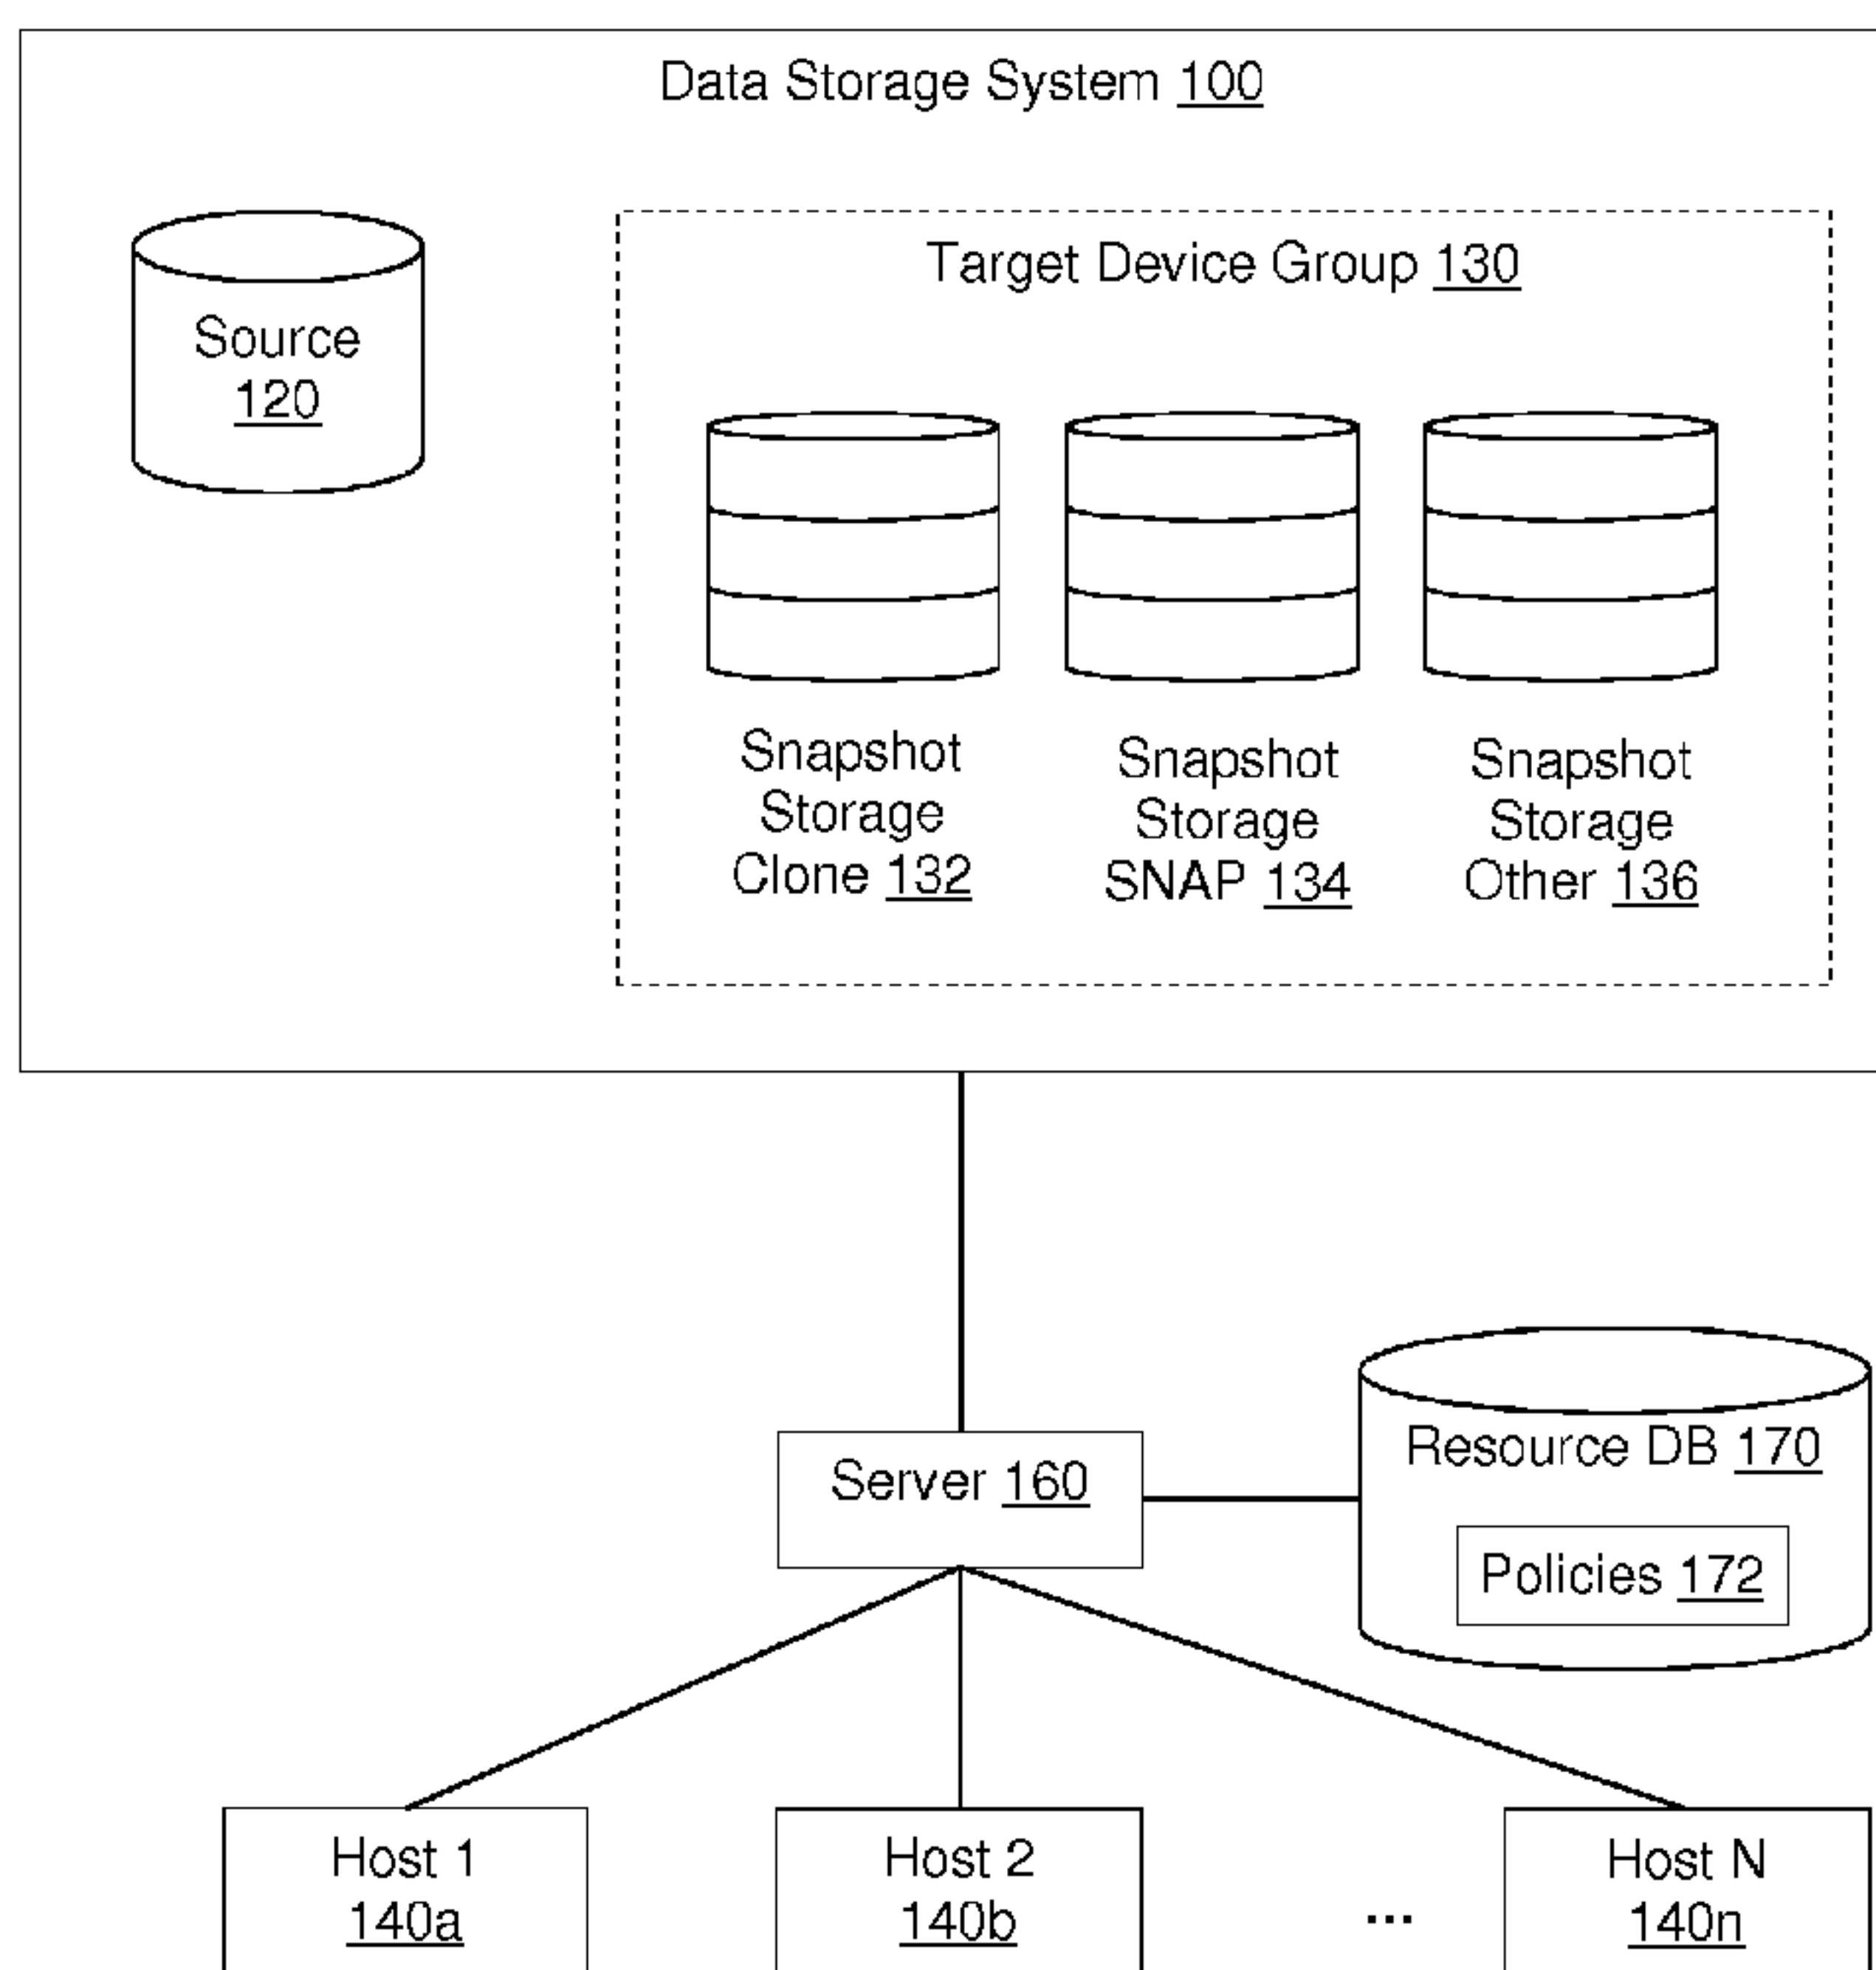 Data Storage System 100
Source
120
Target Device Group 130
Snapshot
Storage
Clone 132
Snapshot
Storage
SNAP 134
Snapshot
Storage
Other 136
Server 160
Resource DB 170
Policies 172
Host 1
140a
Host 2
140b
...
Host N
140n